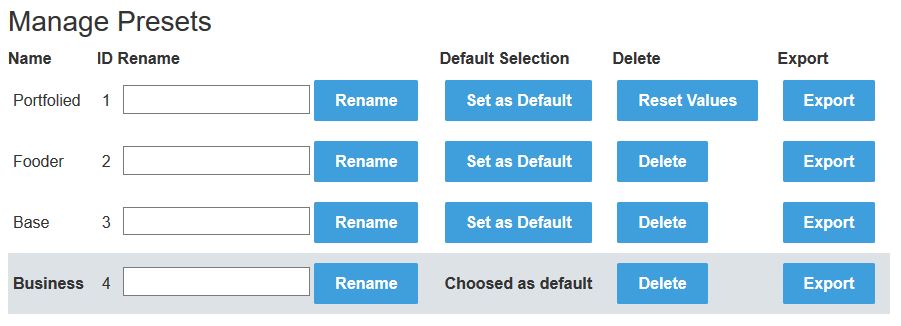 Manage Presets
Name ID Rename Default Selection Delete Export
Portfolied 1 Rename Set as Default Reset Values Export
Fooder 2 Rename Set as Default Delete Export
Base 3 Rename Set as Default Delete Export
Business 4 Rename Choosed as default Delete Export